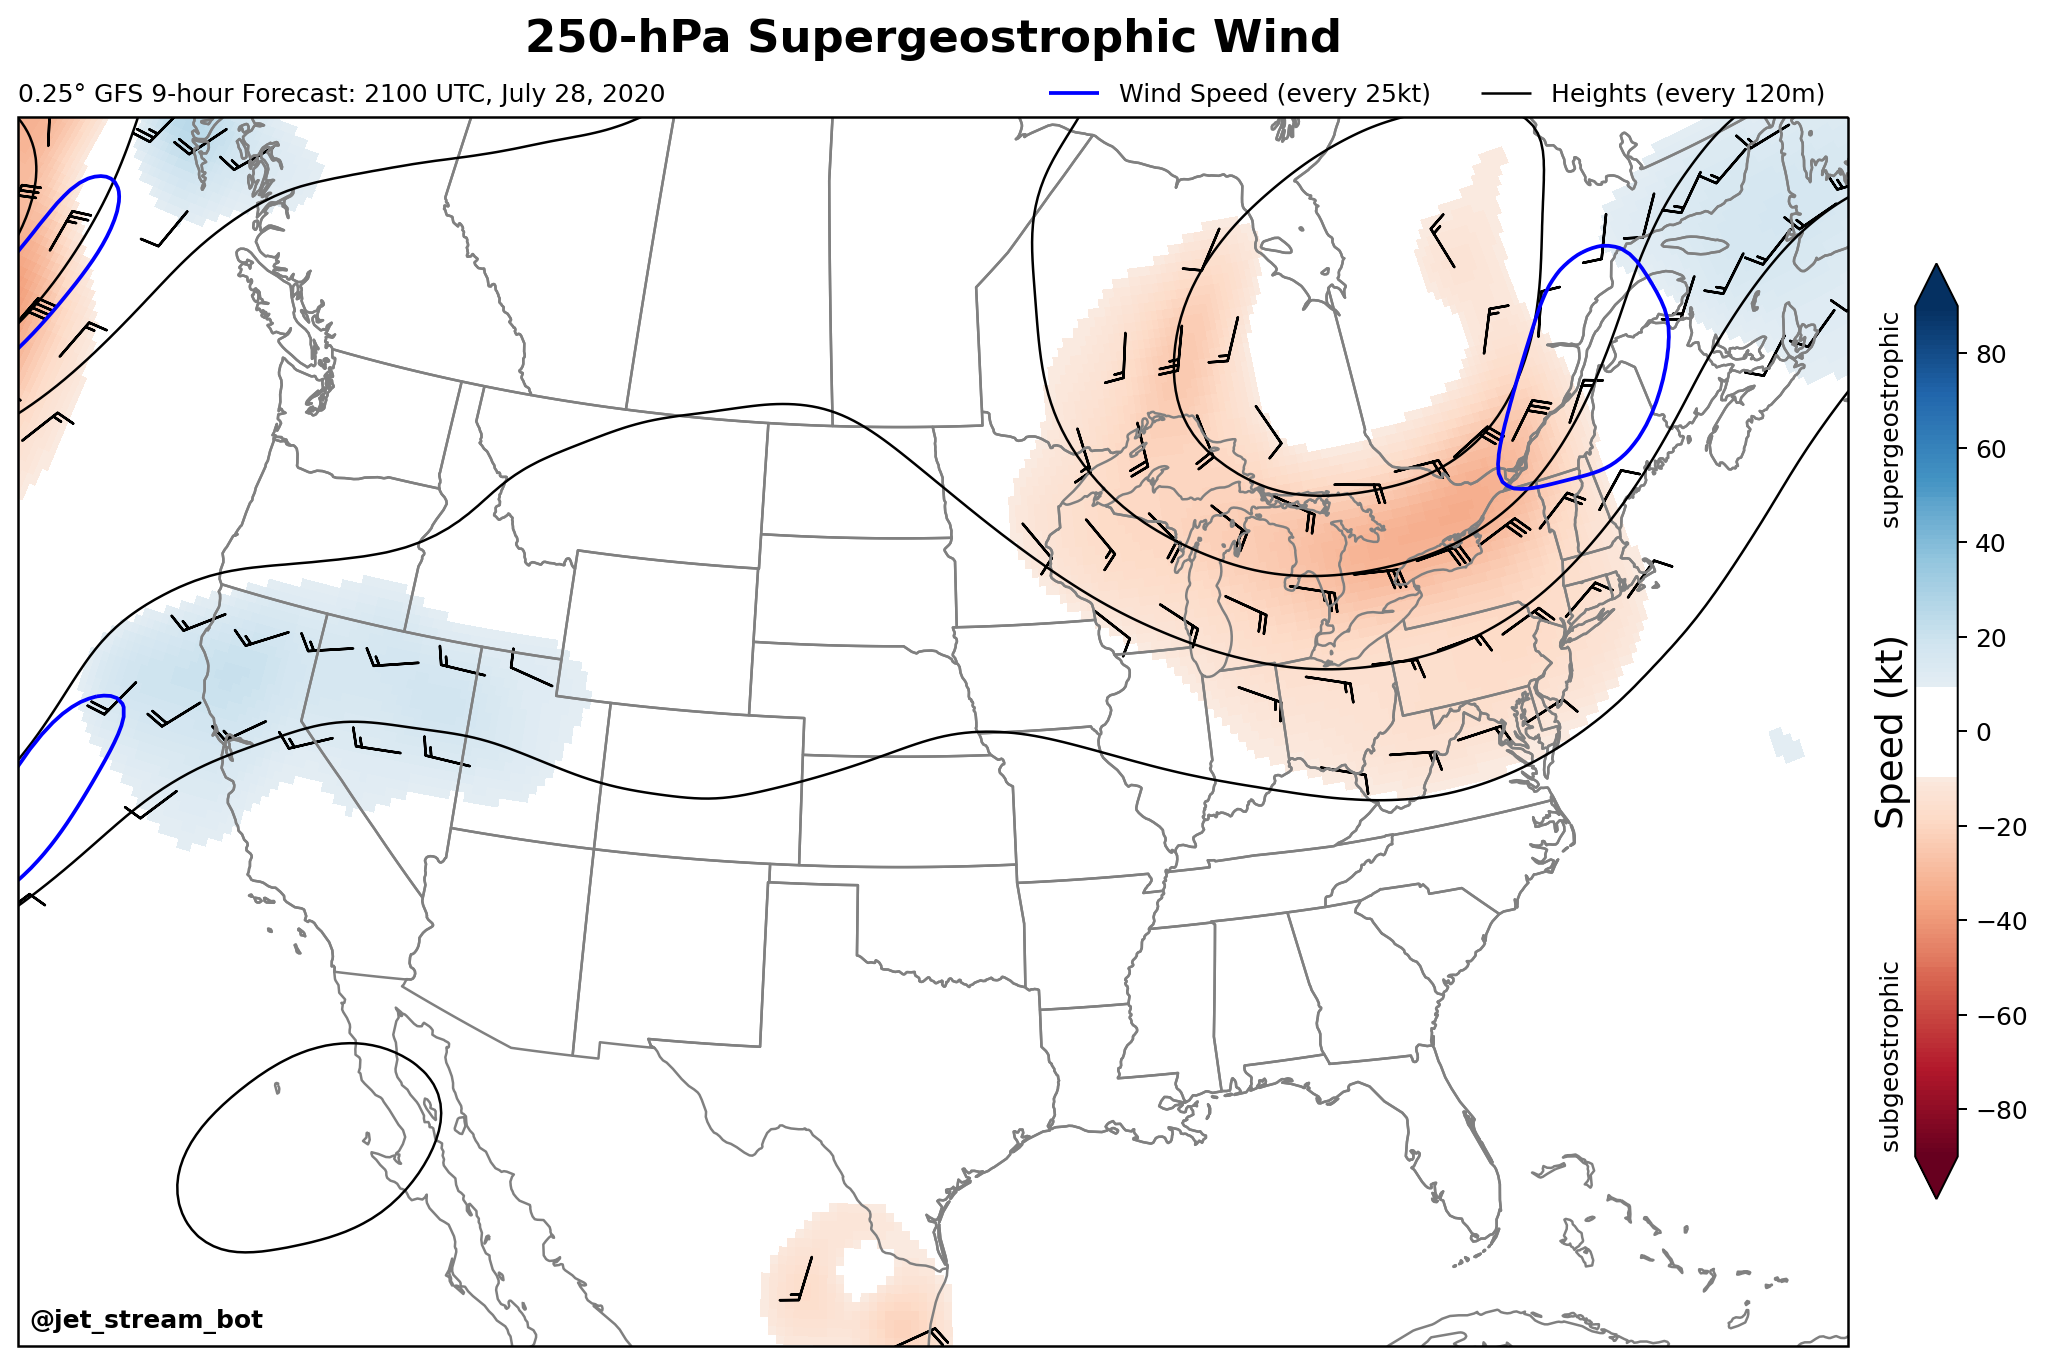 250-hPa Supergeostrophic Wind
0.25° GFS 9-hour Forecast: 2100 UTC, July 28, 2020
Wind Speed (every 25kt)
Heights (every 120m)
supergeostrophic
Speed (kt)
subgeostrophic
80
60
40
20
0
−20
−40
−60
−80
@jet_stream_bot